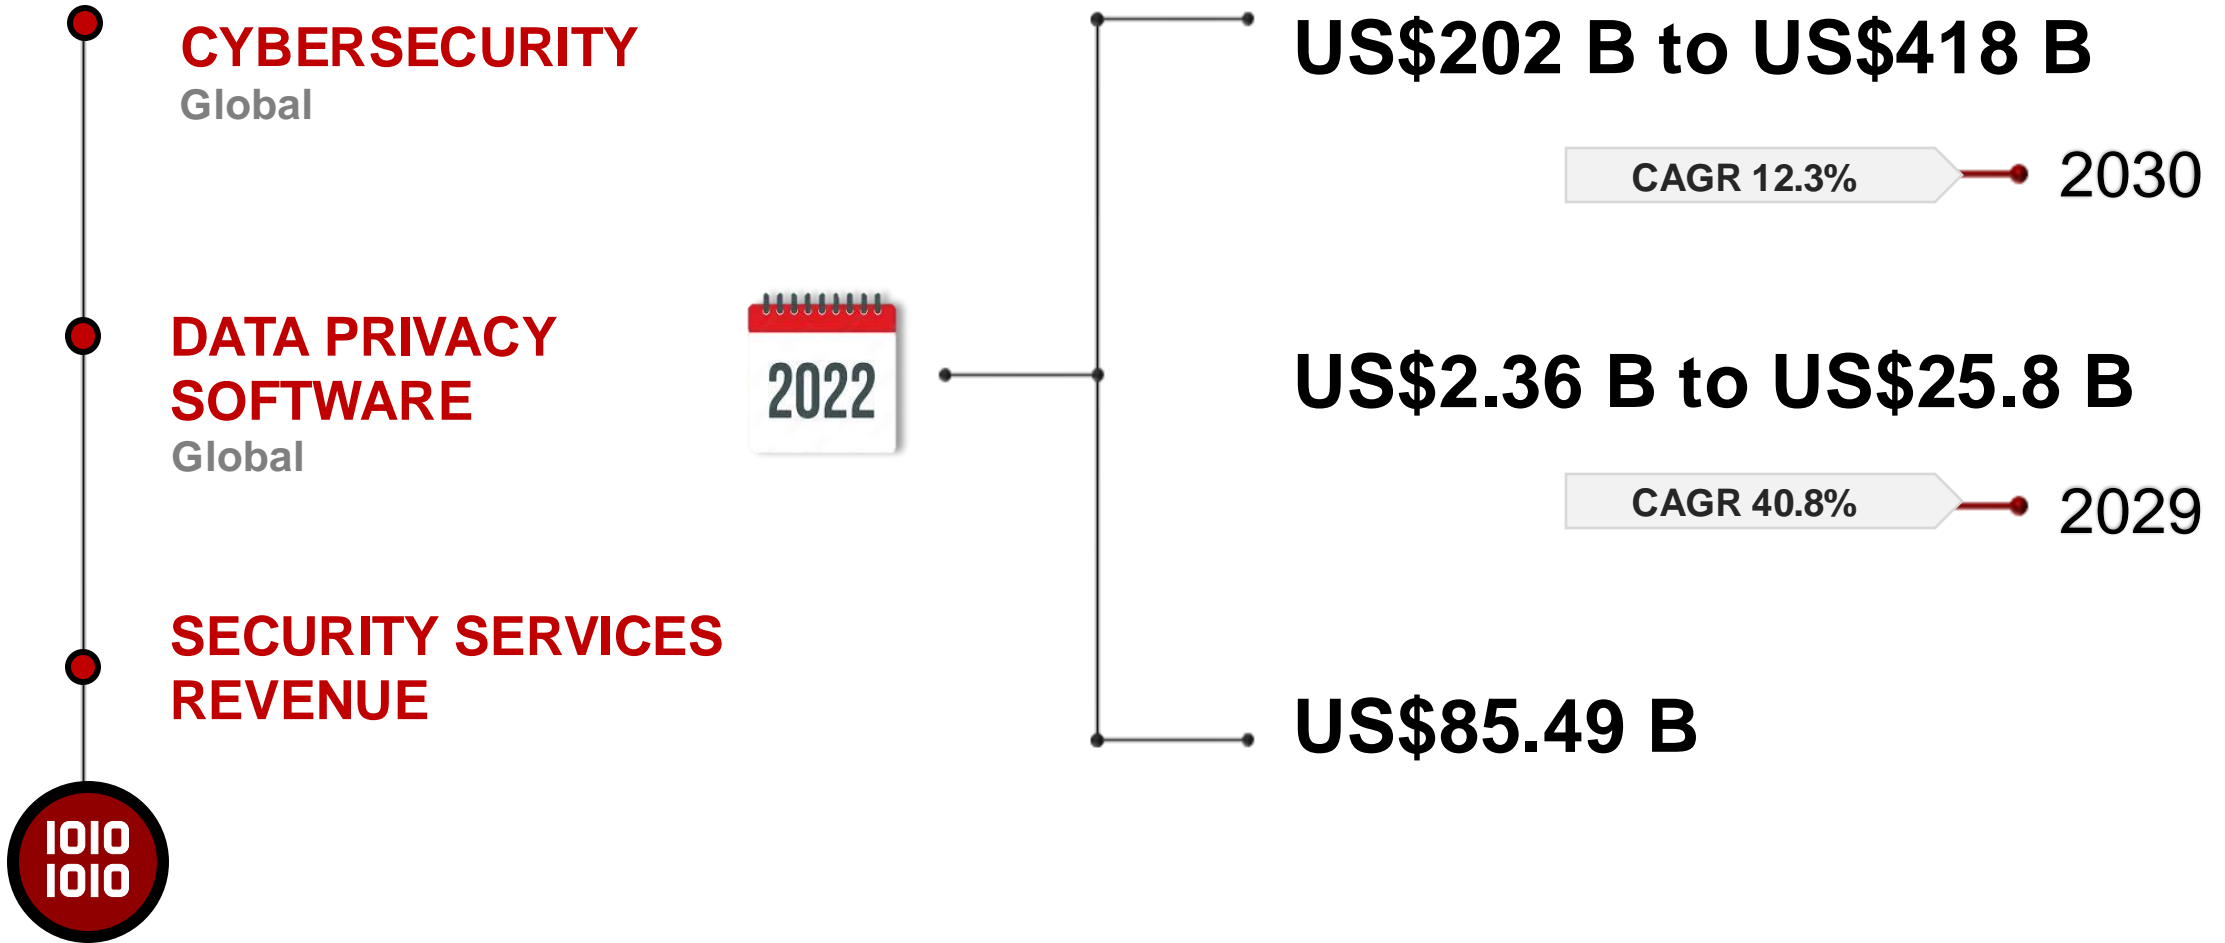 CYBERSECURITY
Global
US$202 B to US$418 B
CAGR 12.3%
2030
DATA PRIVACY
SOFTWARE
Global
2022
US$2.36 B to US$25.8 B
CAGR 40.8%
2029
SECURITY SERVICES
REVENUE
US$85.49 B
1010
1010